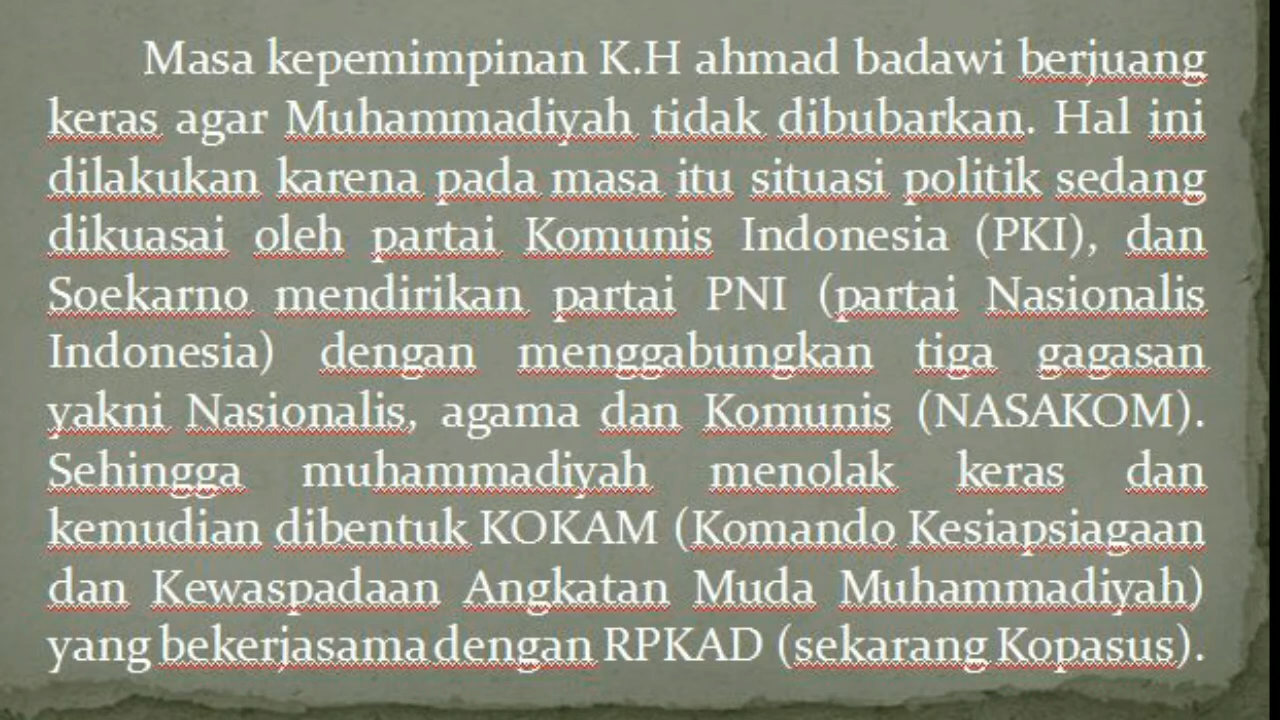 Masa kepemimpinan K.H ahmad badawi berjuang
keras agar Muhammadiyah tidak dibubarkan. Hal ini
dilakukan karena pada masa itu situasi politik sedang
dikuasai oleh partai Komunis Indonesia (PKI), dan
Soekarno mendirikan partai PNI (partai Nasionalis
Indonesia) dengan menggabungkan tiga gagasan
yakni Nasionalis, agama dan Komunis (NASAKOM).
Sehingga muhammadiyah menolak keras dan
kemudian dibentuk KOKAM (Komando Kesiapsiagaan
dan Kewaspadaan Angkatan Muda Muhammadiyah)
yang bekerjasama dengan RPKAD (sekarang Kopasus).